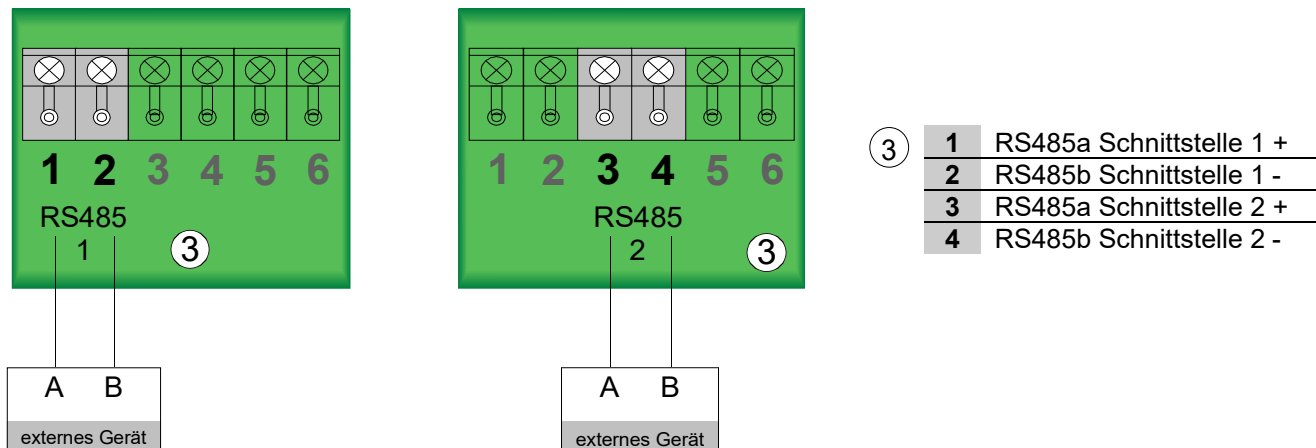 1 2 3 4 5 6
RS485
1
3
A B
externes Gerät
1 2 3 4 5 6
RS485
2
3
A B
externes Gerät
3
1 RS485a Schnittstelle 1 +
2 RS485b Schnittstelle 1 -
3 RS485a Schnittstelle 2 +
4 RS485b Schnittstelle 2 -